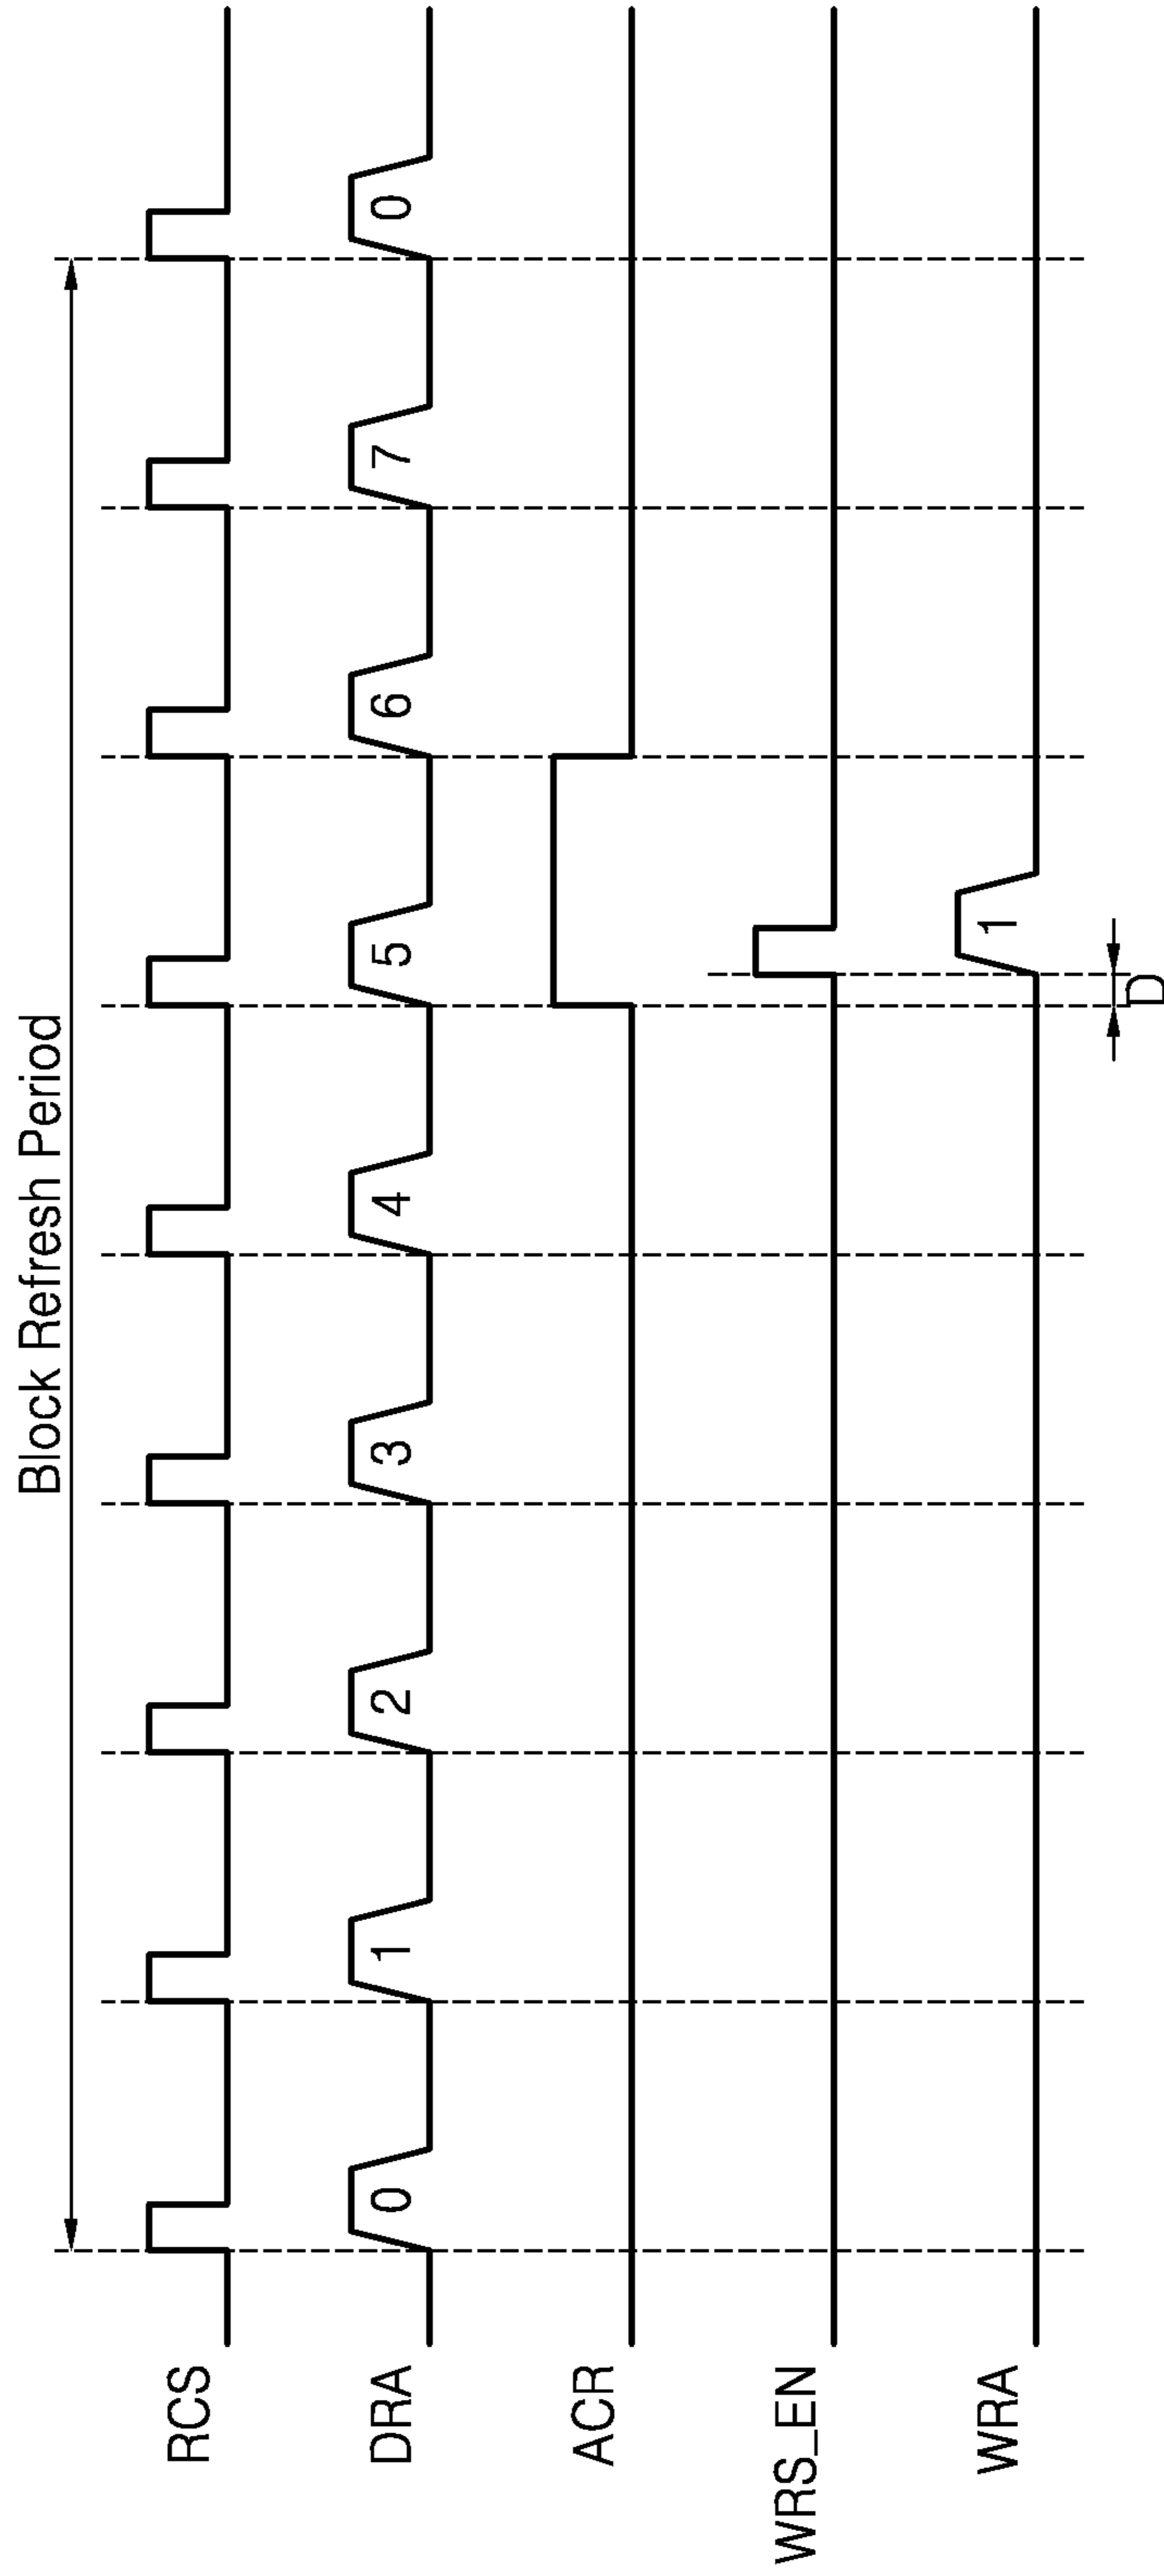 Block Refresh Period
RCS
DRA 0 1 2 3 4 5 6 7 0
ACR
WRS_EN
WRA 1
D